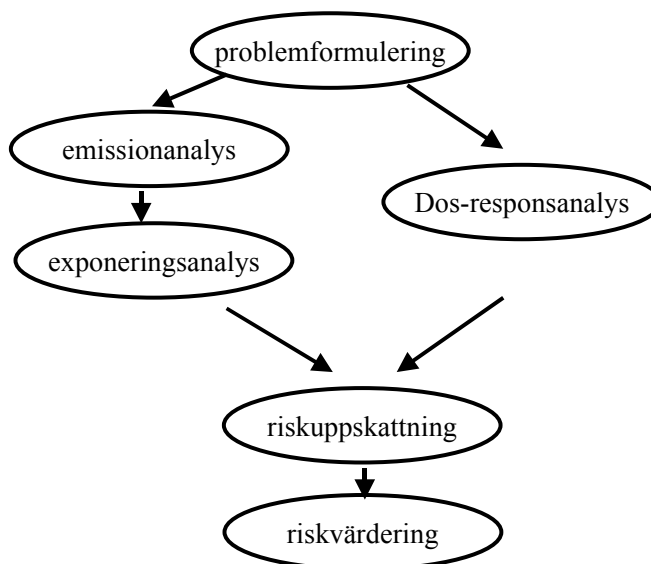 problemformulering
emissionanalys
Dos-responsanalys
exponeringsanalys
riskuppskattning
riskvärdering